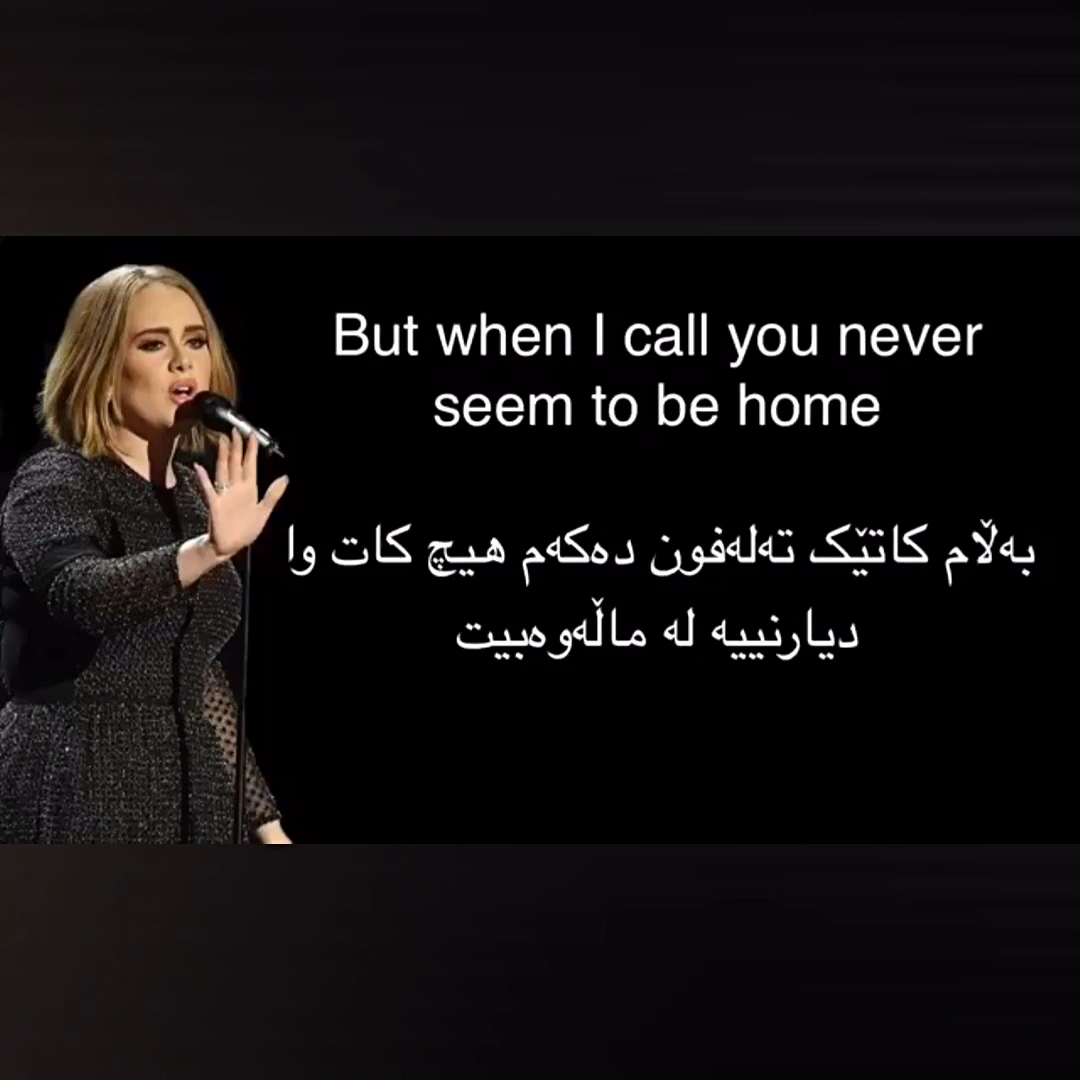 But when I call you never
seem to be home
بەڵام کاتێک تەلەفون دەکەم هیچ کات وا
دیارنییە لە ماڵەوەبیت